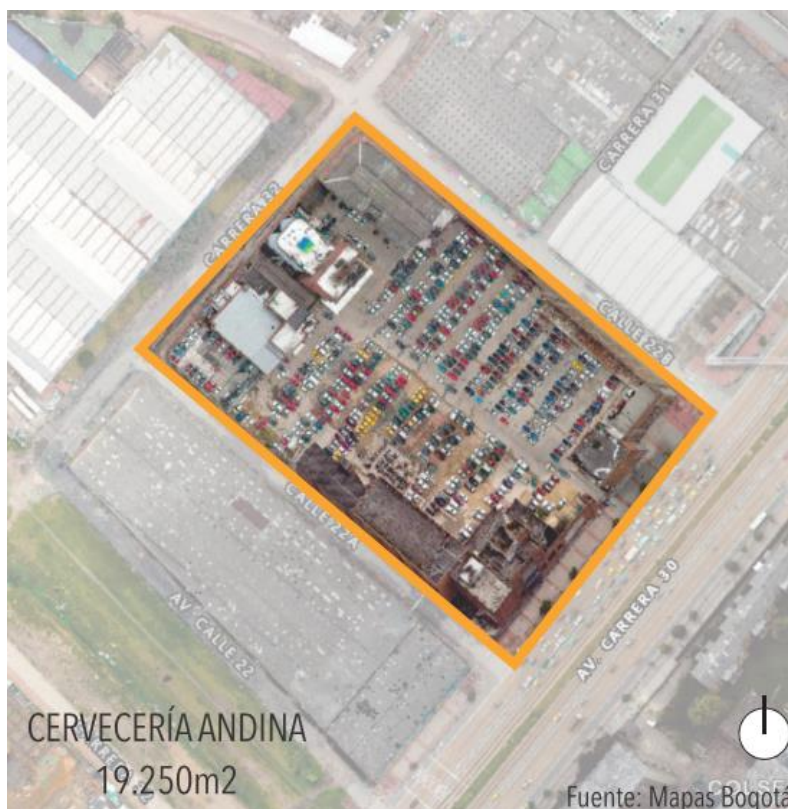 CARRERA 31
CARRERA 32
CALLE 22B
CALLE 22A
AV. CARRERA 30
AV. CALLE 22
CERVECERÍA ANDINA
19.250m2
Fuente: Mapas Bogotá